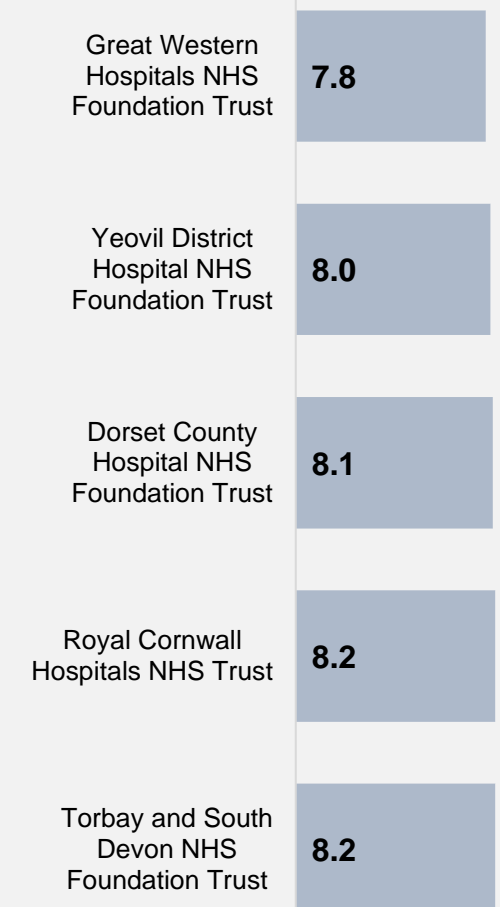 Great Western
Hospitals NHS
Foundation Trust
7.8
Yeovil District
Hospital NHS
Foundation Trust
8.0
Dorset County
Hospital NHS
Foundation Trust
8.1
Royal Cornwall
Hospitals NHS Trust
8.2
Torbay and South
Devon NHS
Foundation Trust
8.2